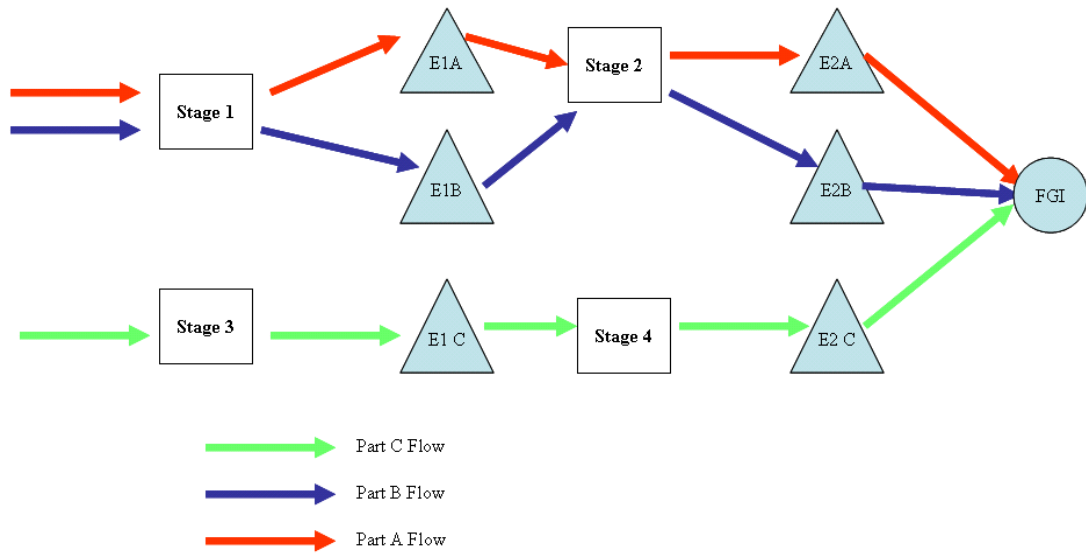 E1A
Stage 2
E2A
Stage 1
E1B
E2B
FGI
Stage 3
E1 C
Stage 4
E2 C
Part C Flow
Part B Flow
Part A Flow